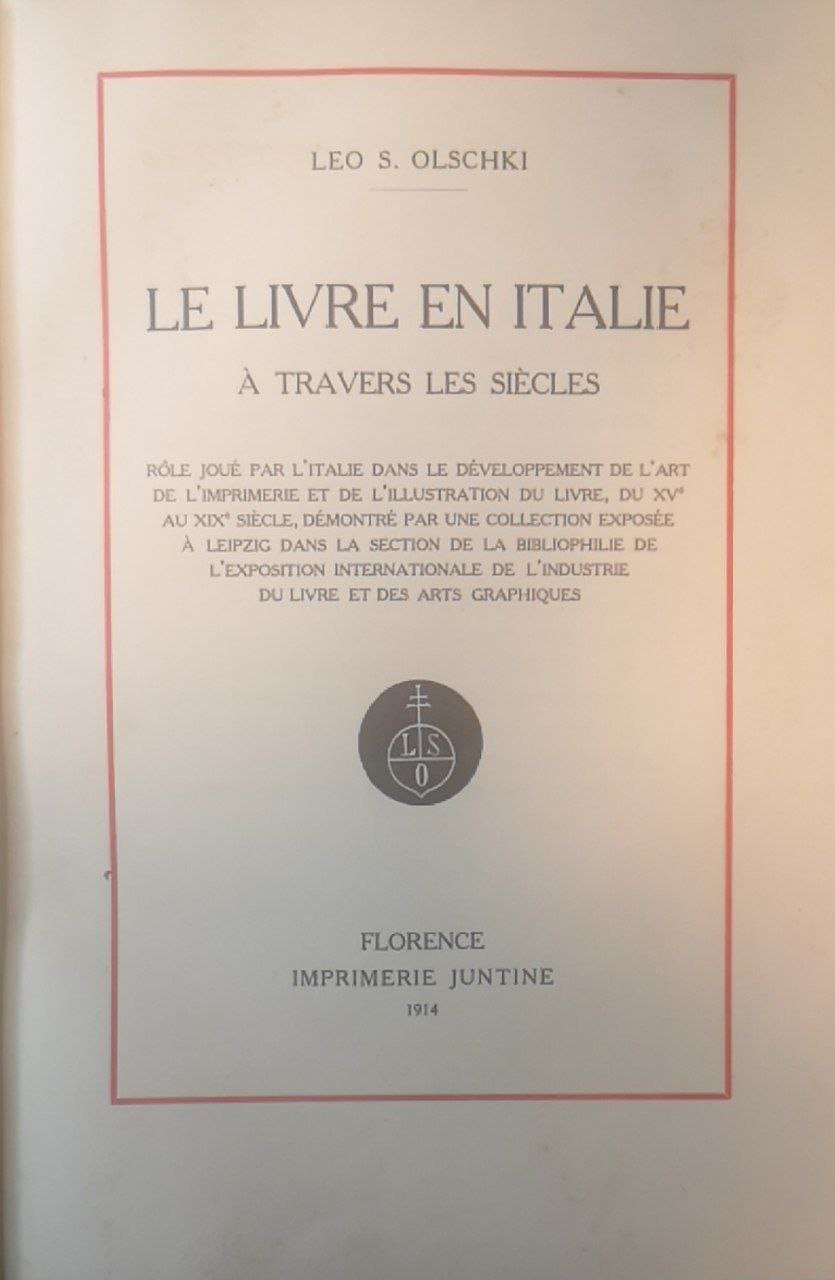 LEO S. OLSCHKI
LE LIVRE EN ITALIE
À TRAVERS LES SIÈCLES
RÔLE JOUÉ PAR L'ITALIE DANS LE DÉVELOPPEMENT DE L'ART
DE L'IMPRIMERIE ET DE L'ILLUSTRATION DU LIVRE, DU XVe
AU XIXe SIÈCLE, DÉMONTRÉ PAR UNE COLLECTION EXPOSÉE
À LEIPZIG DANS LA SECTION DE LA BIBLIOPHILIE DE
L'EXPOSITION INTERNATIONALE DE L'INDUSTRIE
DU LIVRE ET DES ARTS GRAPHIQUES
L S
O
FLORENCE
IMPRIMERIE JUNTINE
1914